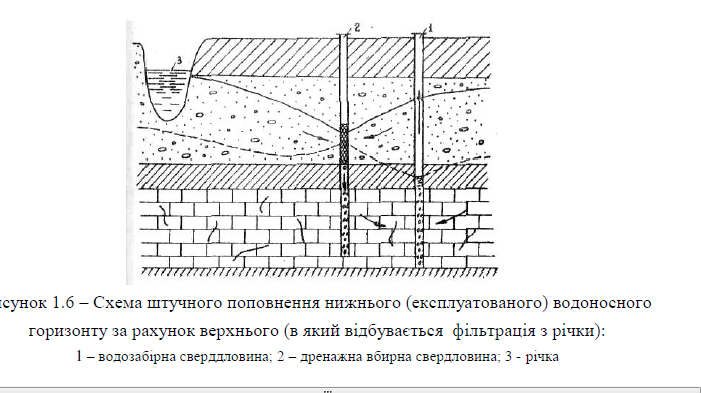 2
1
3
исунок 1.6 – Схема штучного поповнення нижнього (експлуатованого) водоносного
горизонту за рахунок верхнього (в який відбувається фільтрація з річки):
1 – водозабірна сверддловина; 2 – дренажна вбирна свердловина; 3 - річка